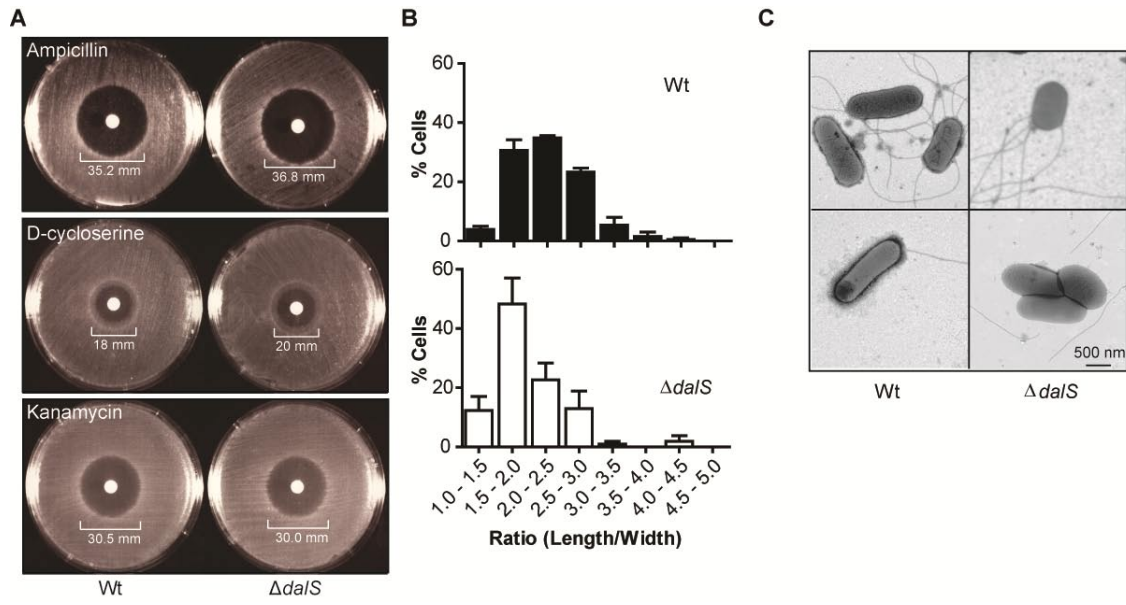 A
Ampicillin
35.2 mm
36.8 mm
D-cycloserine
18 mm
20 mm
Kanamycin
30.5 mm
30.0 mm
Wt
ΔdalS
B
60
40
20
0
% Cells
Wt
60
40
20
0
% Cells
ΔdalS
1.0 - 1.5
1.5 - 2.0
2.0 - 2.5
2.5 - 3.0
3.0 - 3.5
3.5 - 4.0
4.0 - 4.5
4.5 - 5.0
Ratio (Length/Width)
C
500 nm
Wt
ΔdalS